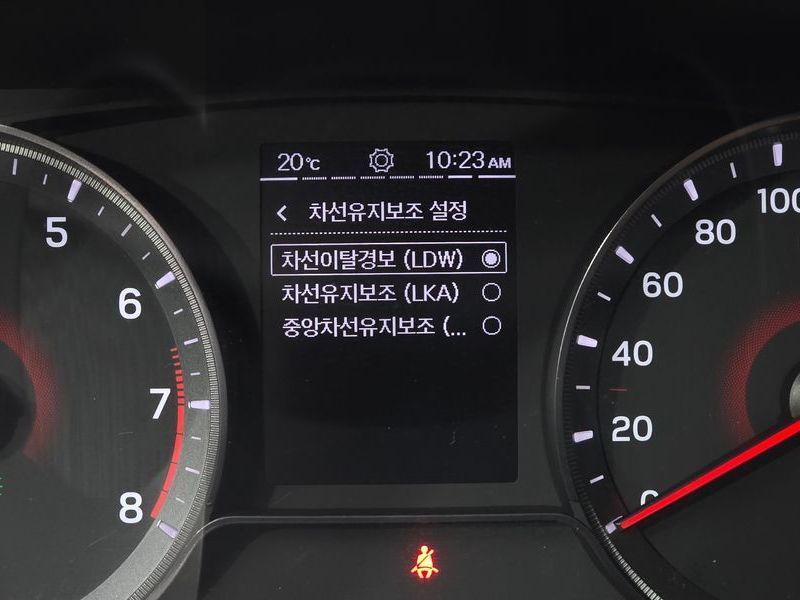 20℃ 10:23 AM
< 차선유지보조 설정
차선이탈경보 (LDW)
차선유지보조 (LKA)
중앙차선유지보조 (...
5
6
7
8
100
80
60
40
20
0